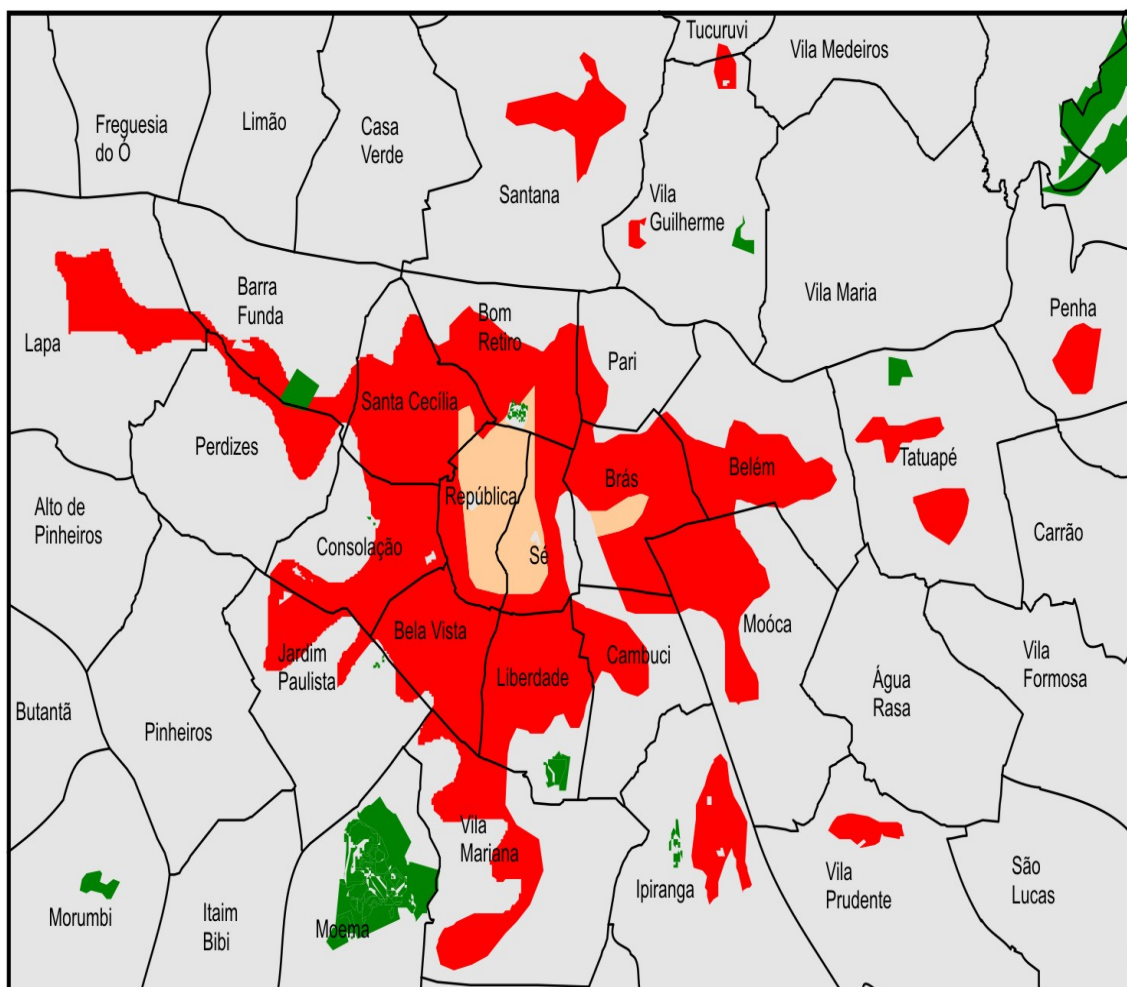 Tucuruvi
Vila Medeiros
Freguesia
do Ó
Limão
Casa
Verde
Santana
Vila
Guilherme
Barra
Funda
Bom
Retiro
Vila Maria
Penha
Lapa
Pari
Santa Cecília
Perdizes
Tatuapé
Belém
Brás
República
Alto de
Pinheiros
Consolação
Sé
Carrão
Jardim
Paulista
Bela Vista
Liberdade
Cambuci
Moóca
Água
Rasa
Vila
Formosa
Butantã
Pinheiros
Vila
Mariana
Morumbi
Itaim
Bibi
Moema
Ipiranga
Vila
Prudente
São
Lucas